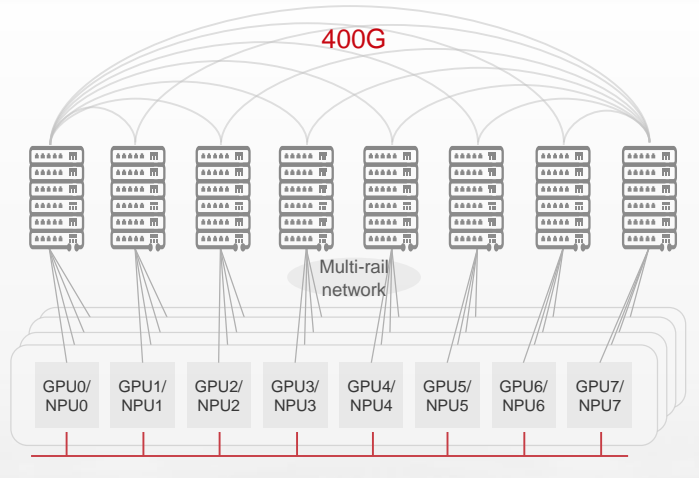 400G
Multi-rail
network
GPU0/
NPU0
GPU1/
NPU1
GPU2/
NPU2
GPU3/
NPU3
GPU4/
NPU4
GPU5/
NPU5
GPU6/
NPU6
GPU7/
NPU7